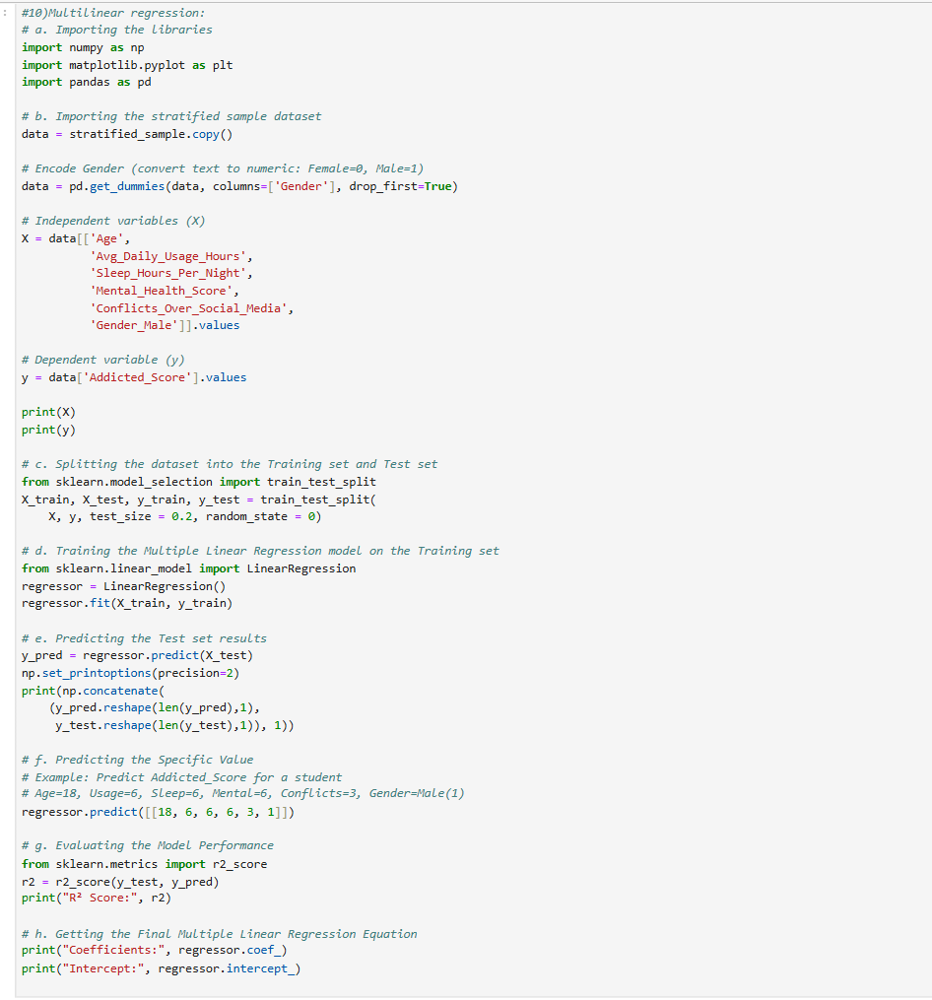 #10)Multilinear regression:
# a. Importing the libraries
import numpy as np
import matplotlib.pyplot as plt
import pandas as pd

# b. Importing the stratified sample dataset
data = stratified_sample.copy()

# Encode Gender (convert text to numeric: Female=0, Male=1)
data = pd.get_dummies(data, columns=['Gender'], drop_first=True)

# Independent variables (X)
X = data[['Age',
          'Avg_Daily_Usage_Hours',
          'Sleep_Hours_Per_Night',
          'Mental_Health_Score',
          'Conflicts_Over_Social_Media',
          'Gender_Male']].values

# Dependent variable (y)
y = data['Addicted_Score'].values

print(X)
print(y)

# c. Splitting the dataset into the Training set and Test set
from sklearn.model_selection import train_test_split
X_train, X_test, y_train, y_test = train_test_split(
    X, y, test_size = 0.2, random_state = 0)

# d. Training the Multiple Linear Regression model on the Training set
from sklearn.linear_model import LinearRegression
regressor = LinearRegression()
regressor.fit(X_train, y_train)

# e. Predicting the Test set results
y_pred = regressor.predict(X_test)
np.set_printoptions(precision=2)
print(np.concatenate(
    (y_pred.reshape(len(y_pred),1),
     y_test.reshape(len(y_test),1)), 1))

# f. Predicting the Specific Value
# Example: Predict Addicted_Score for a student
# Age=18, Usage=6, Sleep=6, Mental=6, Conflicts=3, Gender=Male(1)
regressor.predict([[18, 6, 6, 6, 3, 1]])

# g. Evaluating the Model Performance
from sklearn.metrics import r2_score
r2 = r2_score(y_test, y_pred)
print("R² Score:", r2)

# h. Getting the Final Multiple Linear Regression Equation
print("Coefficients:", regressor.coef_)
print("Intercept:", regressor.intercept_)